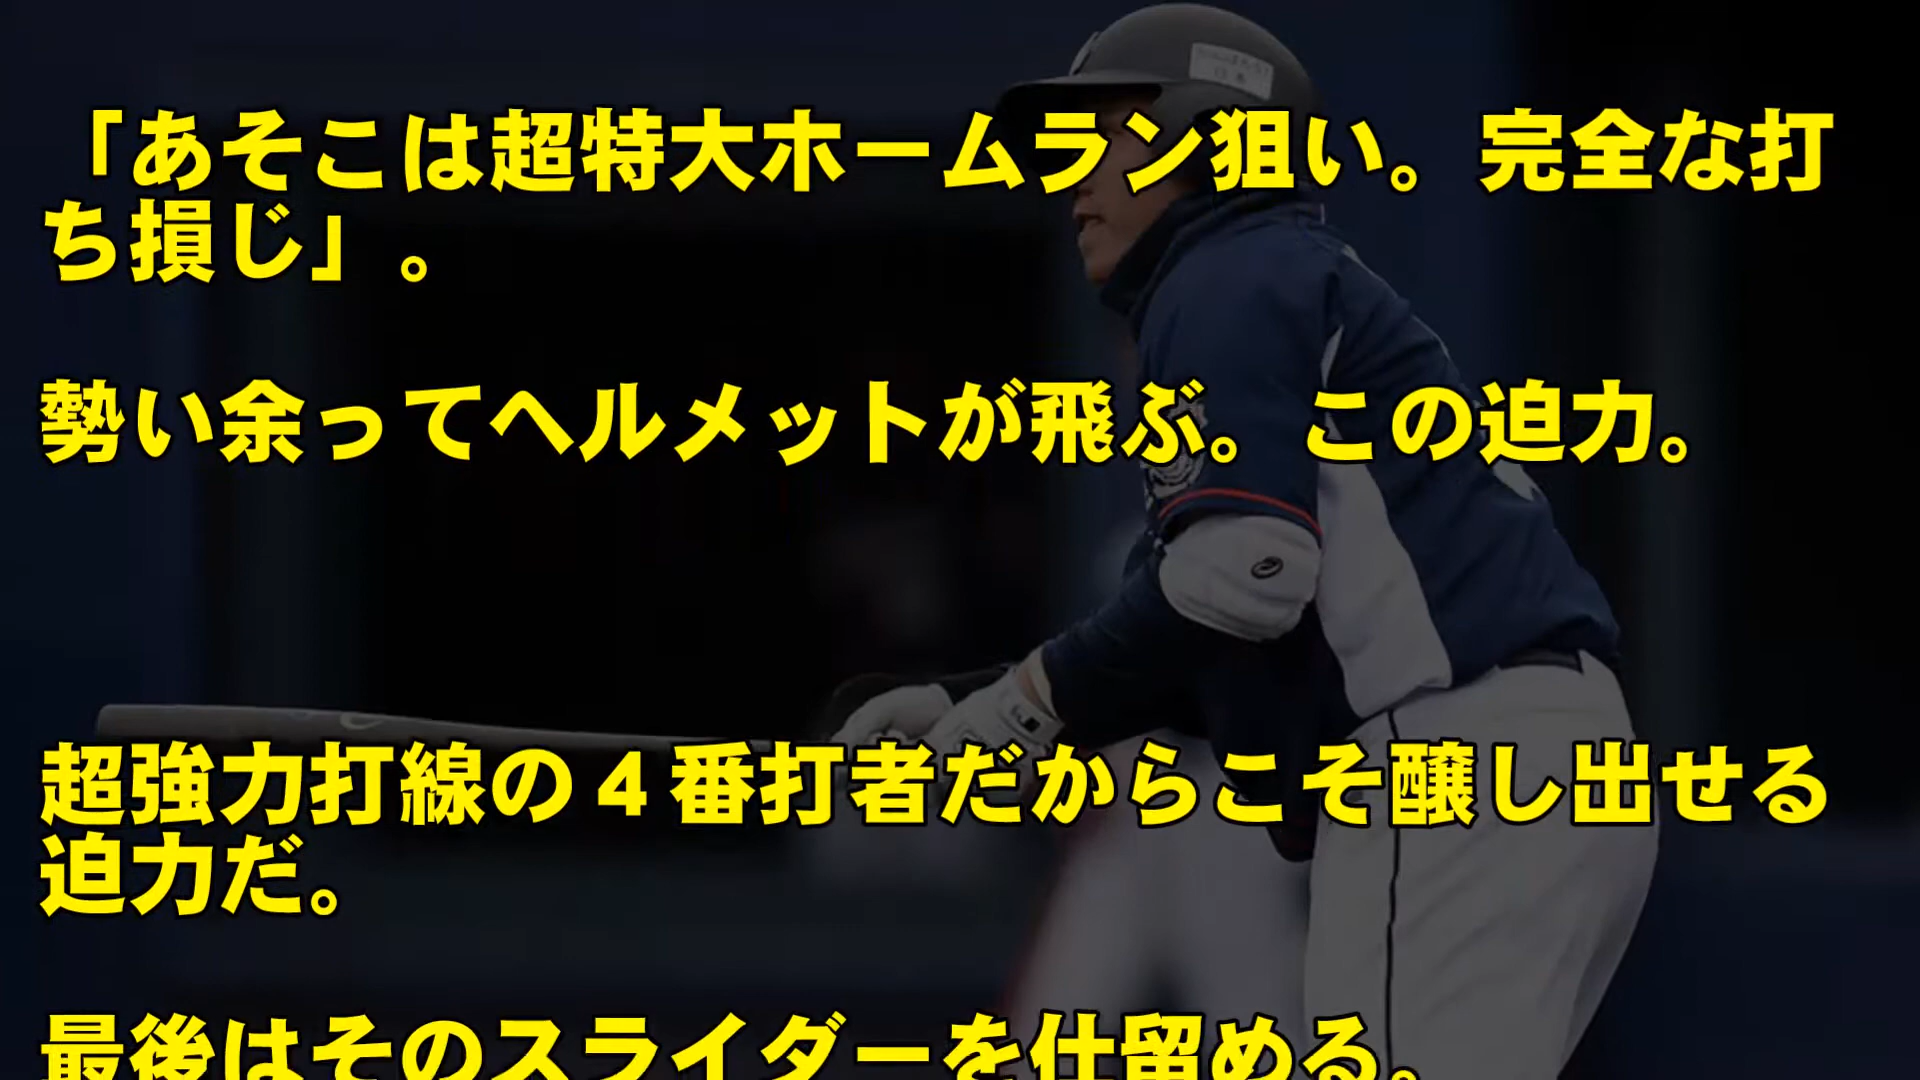 「あそこは超特大ホームラン狙い。完全な打
ち損じ」。
勢い余ってヘルメットが飛ぶ。この迫力。
超強力打線の４番打者だからこそ醸し出せる
迫力だ。
最後はそのスライダーを仕留める。